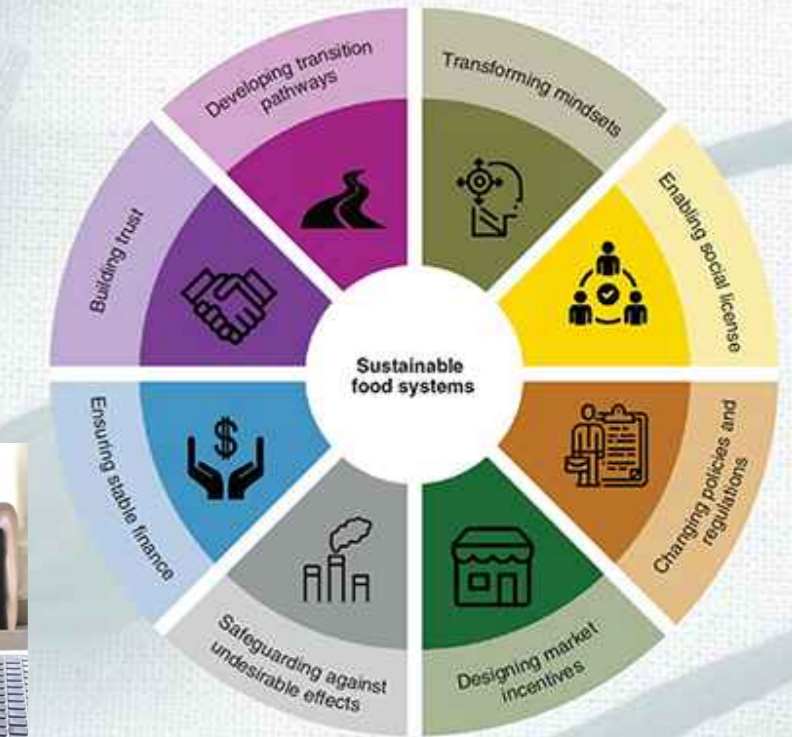 Developing transition
pathways
Transforming mindsets
Enabling social license
Changing policies and
regulations
Designing market
incentives
Safeguarding against
undesirable effects
Ensuring stable finance
Building trust
Sustainable
food systems
$